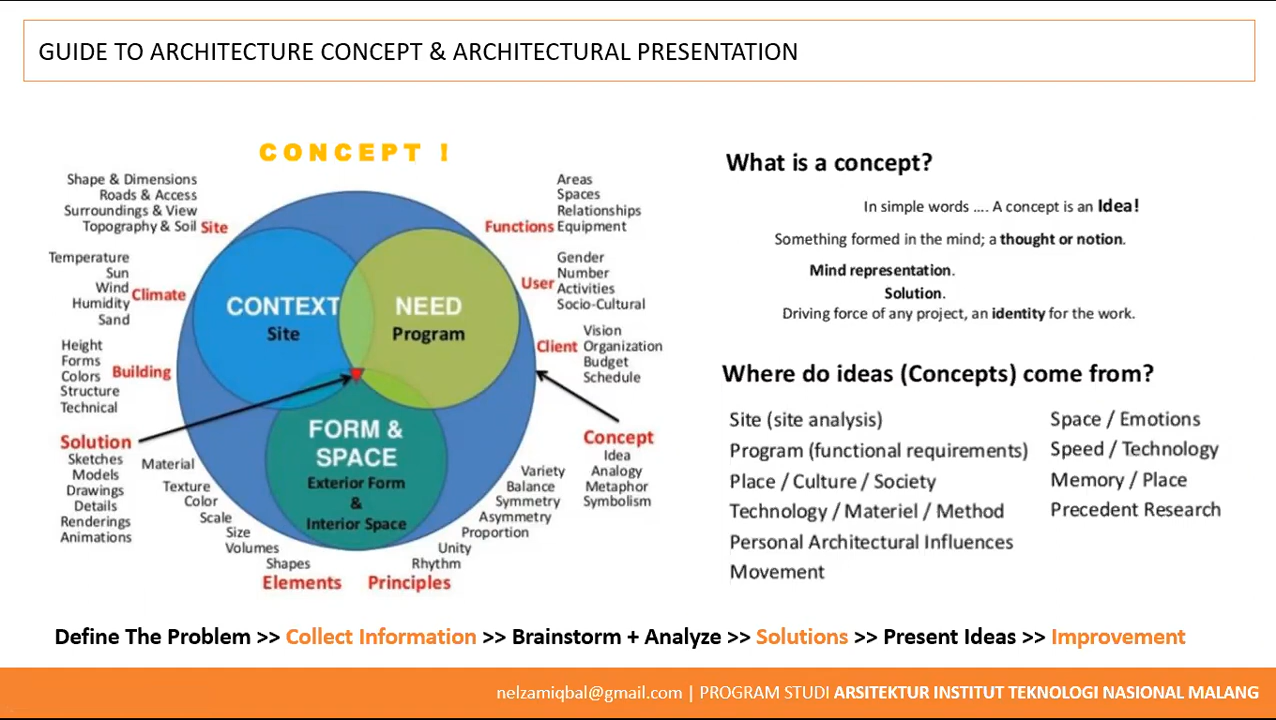 GUIDE TO ARCHITECTURE CONCEPT & ARCHITECTURAL PRESENTATION
CONCEPT !
Shape & Dimensions
Roads & Access
Surroundings & View
Topography & Soil Site
Temperature
Sun
Wind
Climate
Humidity
Sand
Height
Forms
Colors Building
Structure
Technical
Solution
Sketches
Models
Drawings
Details
Renderings
Animations
CONTEXT
Site
NEED
Program
FORM &
SPACE
Exterior Form
&
Interior Space
Areas
Spaces
Relationships
Functions Equipment
Gender
Number
User Activities
Socio-Cultural
Vision
Client Organization
Budget
Schedule
Concept
Idea
Analogy
Metaphor
Symbolism
Material
Texture
Color
Scale
Size
Volumes
Shapes
Elements
Variety
Balance
Symmetry
Asymmetry
Proportion
Unity
Rhythm
Principles
What is a concept?
In simple words .... A concept is an Idea!
Something formed in the mind; a thought or notion.
Mind representation.
Solution.
Driving force of any project, an identity for the work.
Where do ideas (Concepts) come from?
Site (site analysis)
Program (functional requirements)
Place / Culture / Society
Technology / Materiel / Method
Personal Architectural Influences
Movement
Space / Emotions
Speed / Technology
Memory / Place
Precedent Research
Define The Problem >> Collect Information >> Brainstorm + Analyze >> Solutions >> Present Ideas >> Improvement
nelzamiqbal@gmail.com | PROGRAM STUDI ARSITEKTUR INSTITUT TEKNOLOGI NASIONAL MALANG